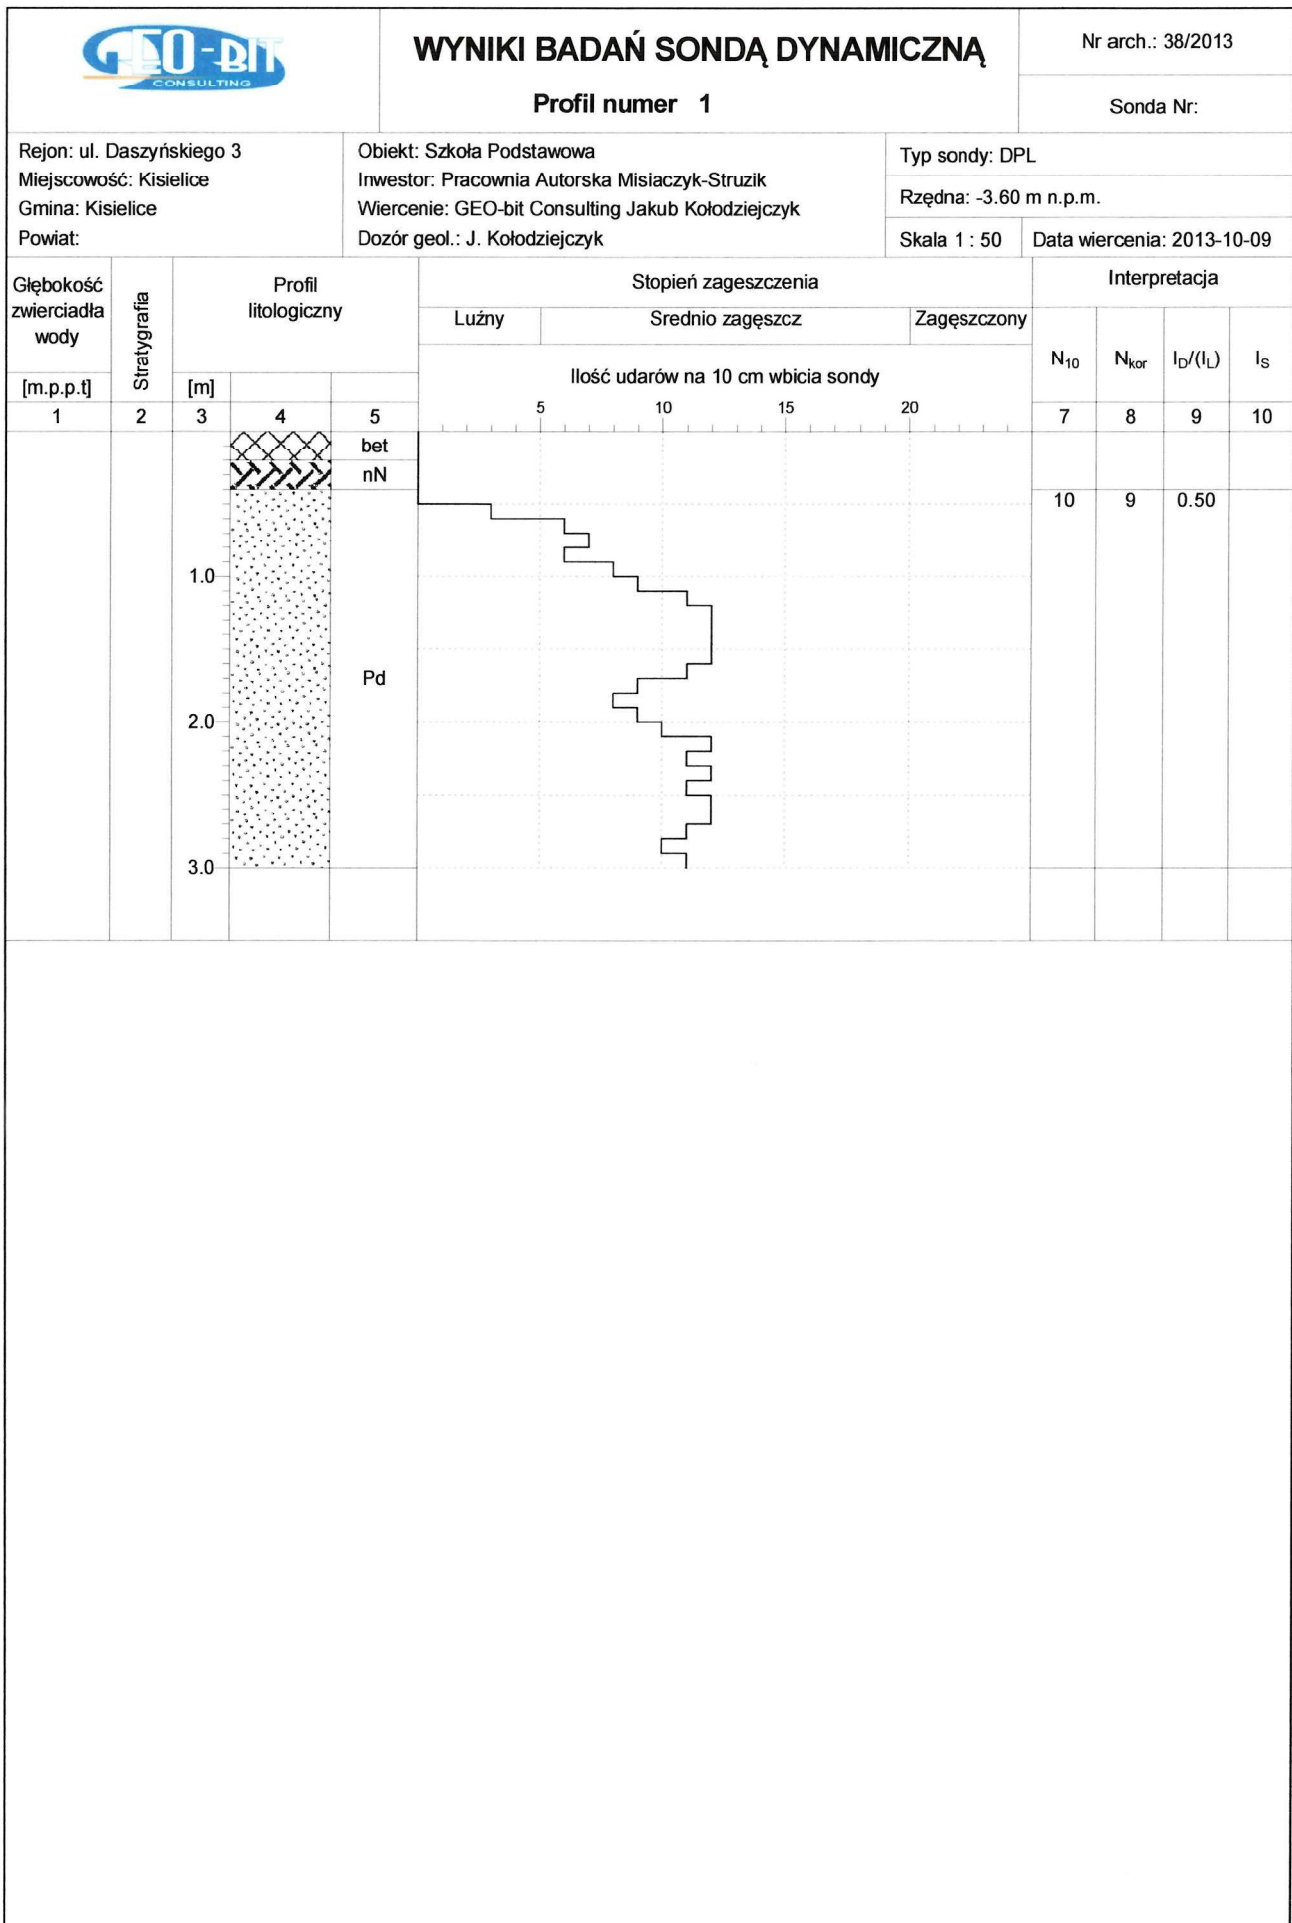 GEO-BIT
CONSULTING
WYNIKI BADAŃ SONDĄ DYNAMICZNĄ
Profil numer 1
Nr arch.: 38/2013
Sonda Nr:
Rejon: ul. Daszyńskiego 3
Miejscowość: Kisielice
Gmina: Kisielice
Powiat:
Obiekt: Szkoła Podstawowa
Inwestor: Pracownia Autorska Misiaczyk-Struzik
Wiercenie: GEO-bit Consulting Jakub Kołodziejczyk
Dozór geol.: J. Kołodziejczyk
Typ sondy: DPL
Rzędna: -3.60 m n.p.m.
Skala 1 : 50
Data wiercenia: 2013-10-09
Głębokość
zwierciadła
wody
[m.p.p.t]
Stratygrafia
Profil
litologiczny
[m]
Stopień zageszczenia
Luźny
Srednio zagęszcz
Zagęszczony
Ilość udarów na 10 cm wbicia sondy
5 10 15 20
Interpretacja
N10 Nkor ID/(IL) IS
1 2 3 4 5 7 8 9 10
bet
nN
10 9 0.50
1.0
Pd
2.0
3.0